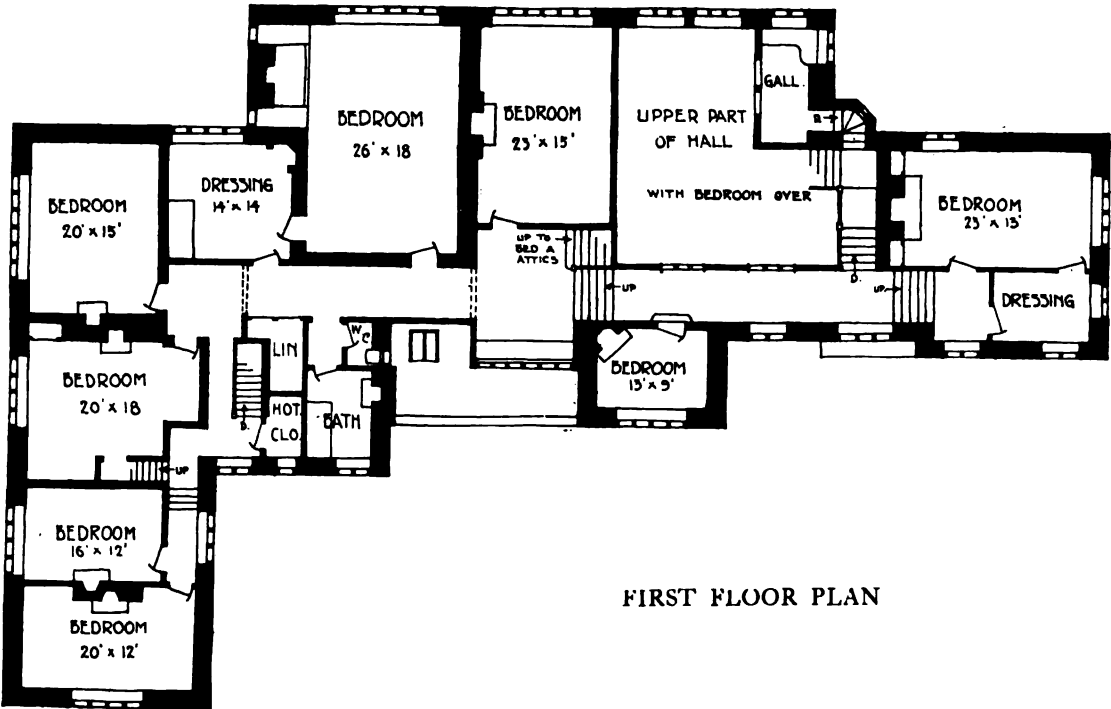 BEDROOM
26' x 18
BEDROOM
23' x 15'
UPPER PART
OF HALL
WITH BEDROOM OVER
GALL.
BEDROOM
23' x 13'
DRESSING
DRESSING
14' x 14
BEDROOM
20' x 15'
UP TO
BED &
ATTICS
UP
UP
D.
BEDROOM
13' x 9'
W
C
LIN
BATH
HOT
CLO.
D.
BEDROOM
20' x 18
UP
BEDROOM
16' x 12'
BEDROOM
20' x 12'
FIRST FLOOR PLAN